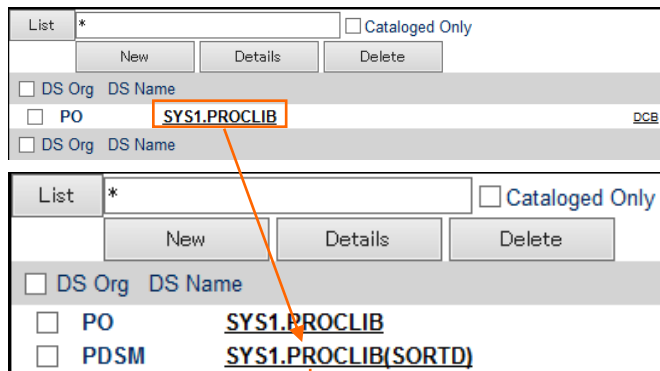 List * Cataloged Only
New Details Delete
DS Org DS Name
PO SYS1.PROCLIB DCB
DS Org DS Name
List * Cataloged Only
New Details Delete
DS Org DS Name
PO SYS1.PROCLIB
PDSM SYS1.PROCLIB(SORTD)